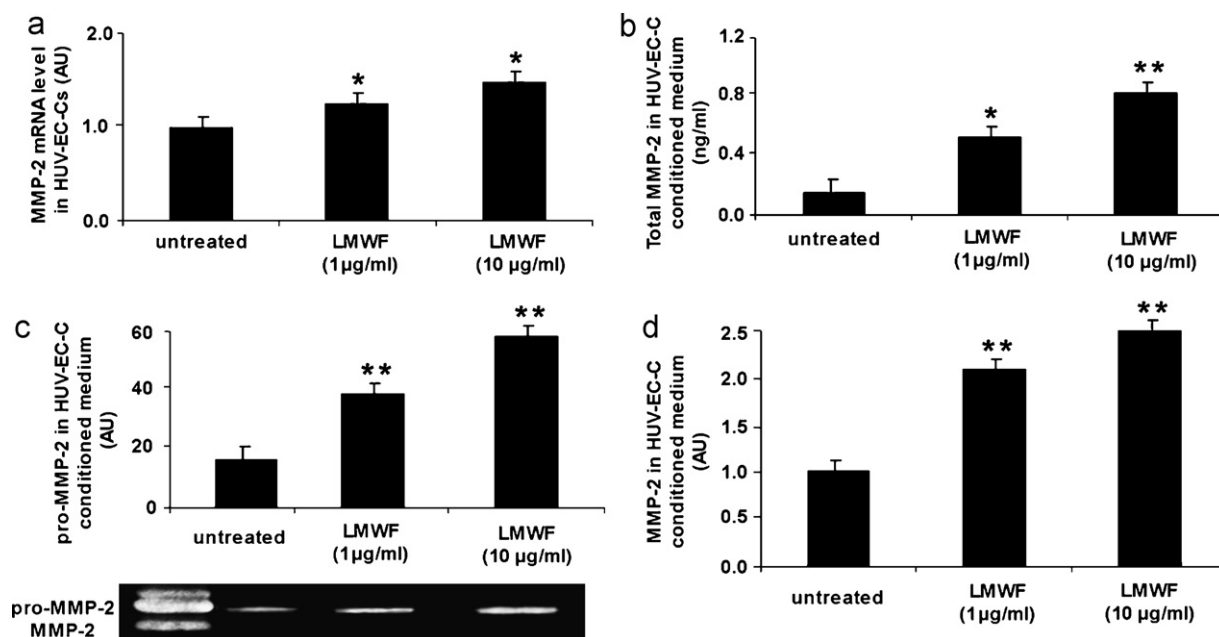 a
MMP-2 mRNA level
in HUV-EC-Cs (AU)
2.0
1.0
0.0
*
*
untreated
LMWF
(1µg/ml)
LMWF
(10 µg/ml)
b
Total MMP-2 in HUV-EC-C
conditioned medium
(ng/ml)
1.2
0.8
0.4
0.0
*
**
untreated
LMWF
(1µg/ml)
LMWF
(10 µg/ml)
c
pro-MMP-2 in HUV-EC-C
conditioned medium
(AU)
60
40
20
0
**
**
untreated
LMWF
(1µg/ml)
LMWF
(10 µg/ml)
pro-MMP-2
MMP-2
d
MMP-2 in HUV-EC-C
conditioned medium
(AU)
2.5
2.0
1.5
1.0
0.5
0.0
**
**
untreated
LMWF
(1µg/ml)
LMWF
(10 µg/ml)